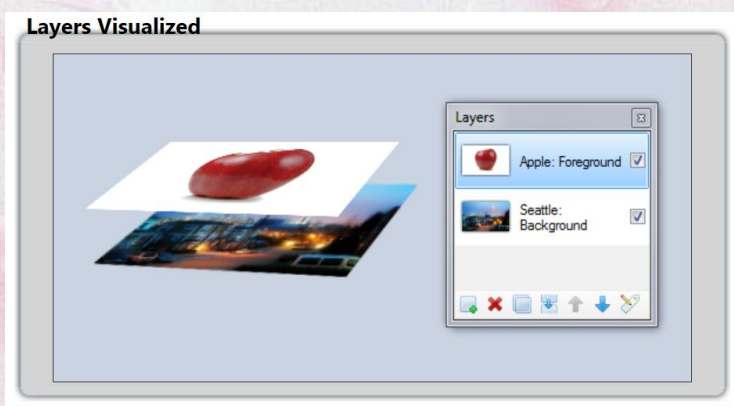 Layers Visualized
Layers
Apple: Foreground
Seattle:
Background